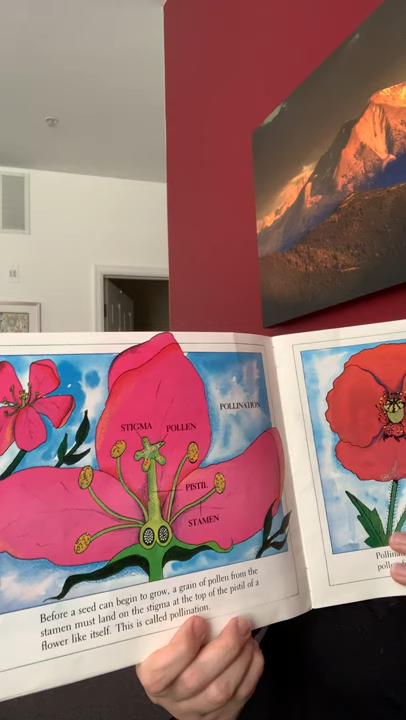 POLLINATION
STIGMA POLLEN
PISTIL
STAMEN
Before a seed can begin to grow, a grain of pollen from the
stamen must land on the stigma at the top of the pistil of a
flower like itself. This is called pollination.